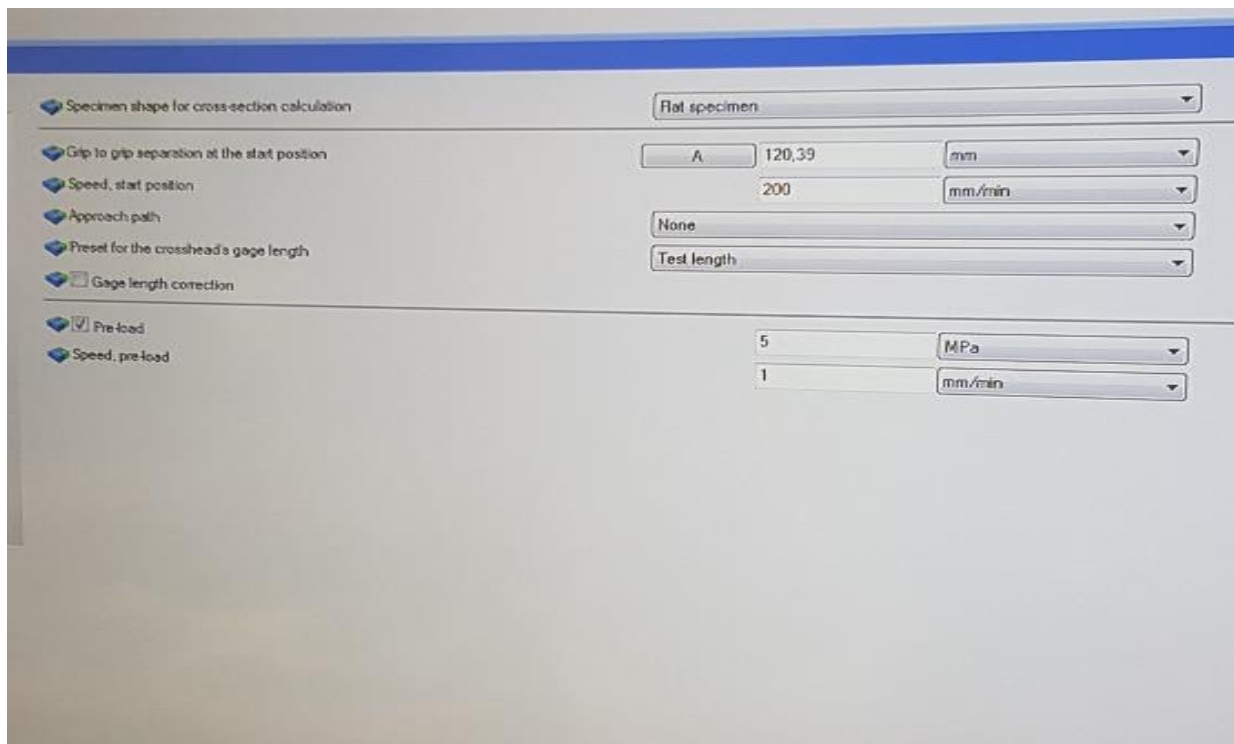 Specimen shape for cross-section calculation Flat specimen
Grip to grip separation at the start position A 120,39 mm
Speed, start position 200 mm/min
Approach path None
Preset for the crosshead's gage length Test length
Gage length correction
Pre-load 5 MPa
Speed, pre-load 1 mm/min